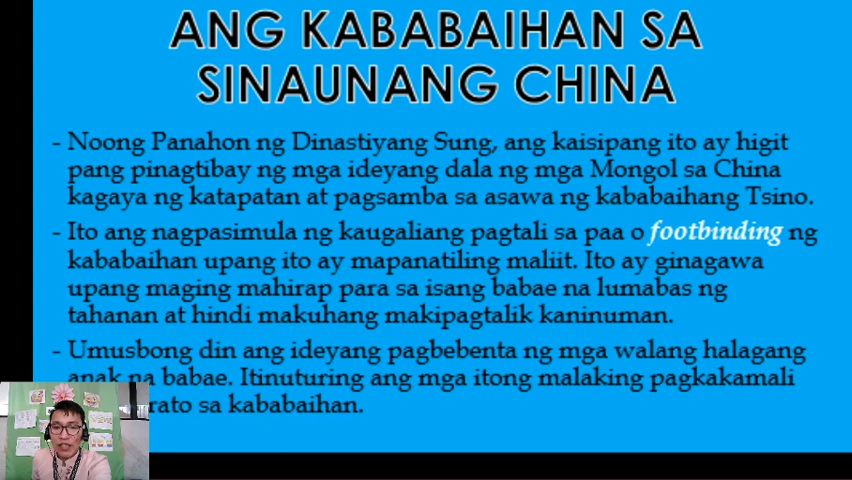 ANG KABABAIHAN SA
SINAUNANG CHINA
- Noong Panahon ng Dinastiyang Sung, ang kaisipang ito ay higit
pang pinagtibay ng mga ideyang dala ng mga Mongol sa China
kagaya ng katapatan at pagsamba sa asawa ng kababaihang Tsino.
- Ito ang nagpasimula ng kaugaliang pagtali sa paa o footbinding ng
kababaihan upang ito ay mapanatiling maliit. Ito ay ginagawa
upang maging mahirap para sa isang babae na lumabas ng
tahanan at hindi makuhang makipagtalik kaninuman.
- Umusbong din ang ideyang pagbebenta ng mga walang halagang
anak na babae. Itinuturing ang mga itong malaking pagkakamali
sa kababaihan.